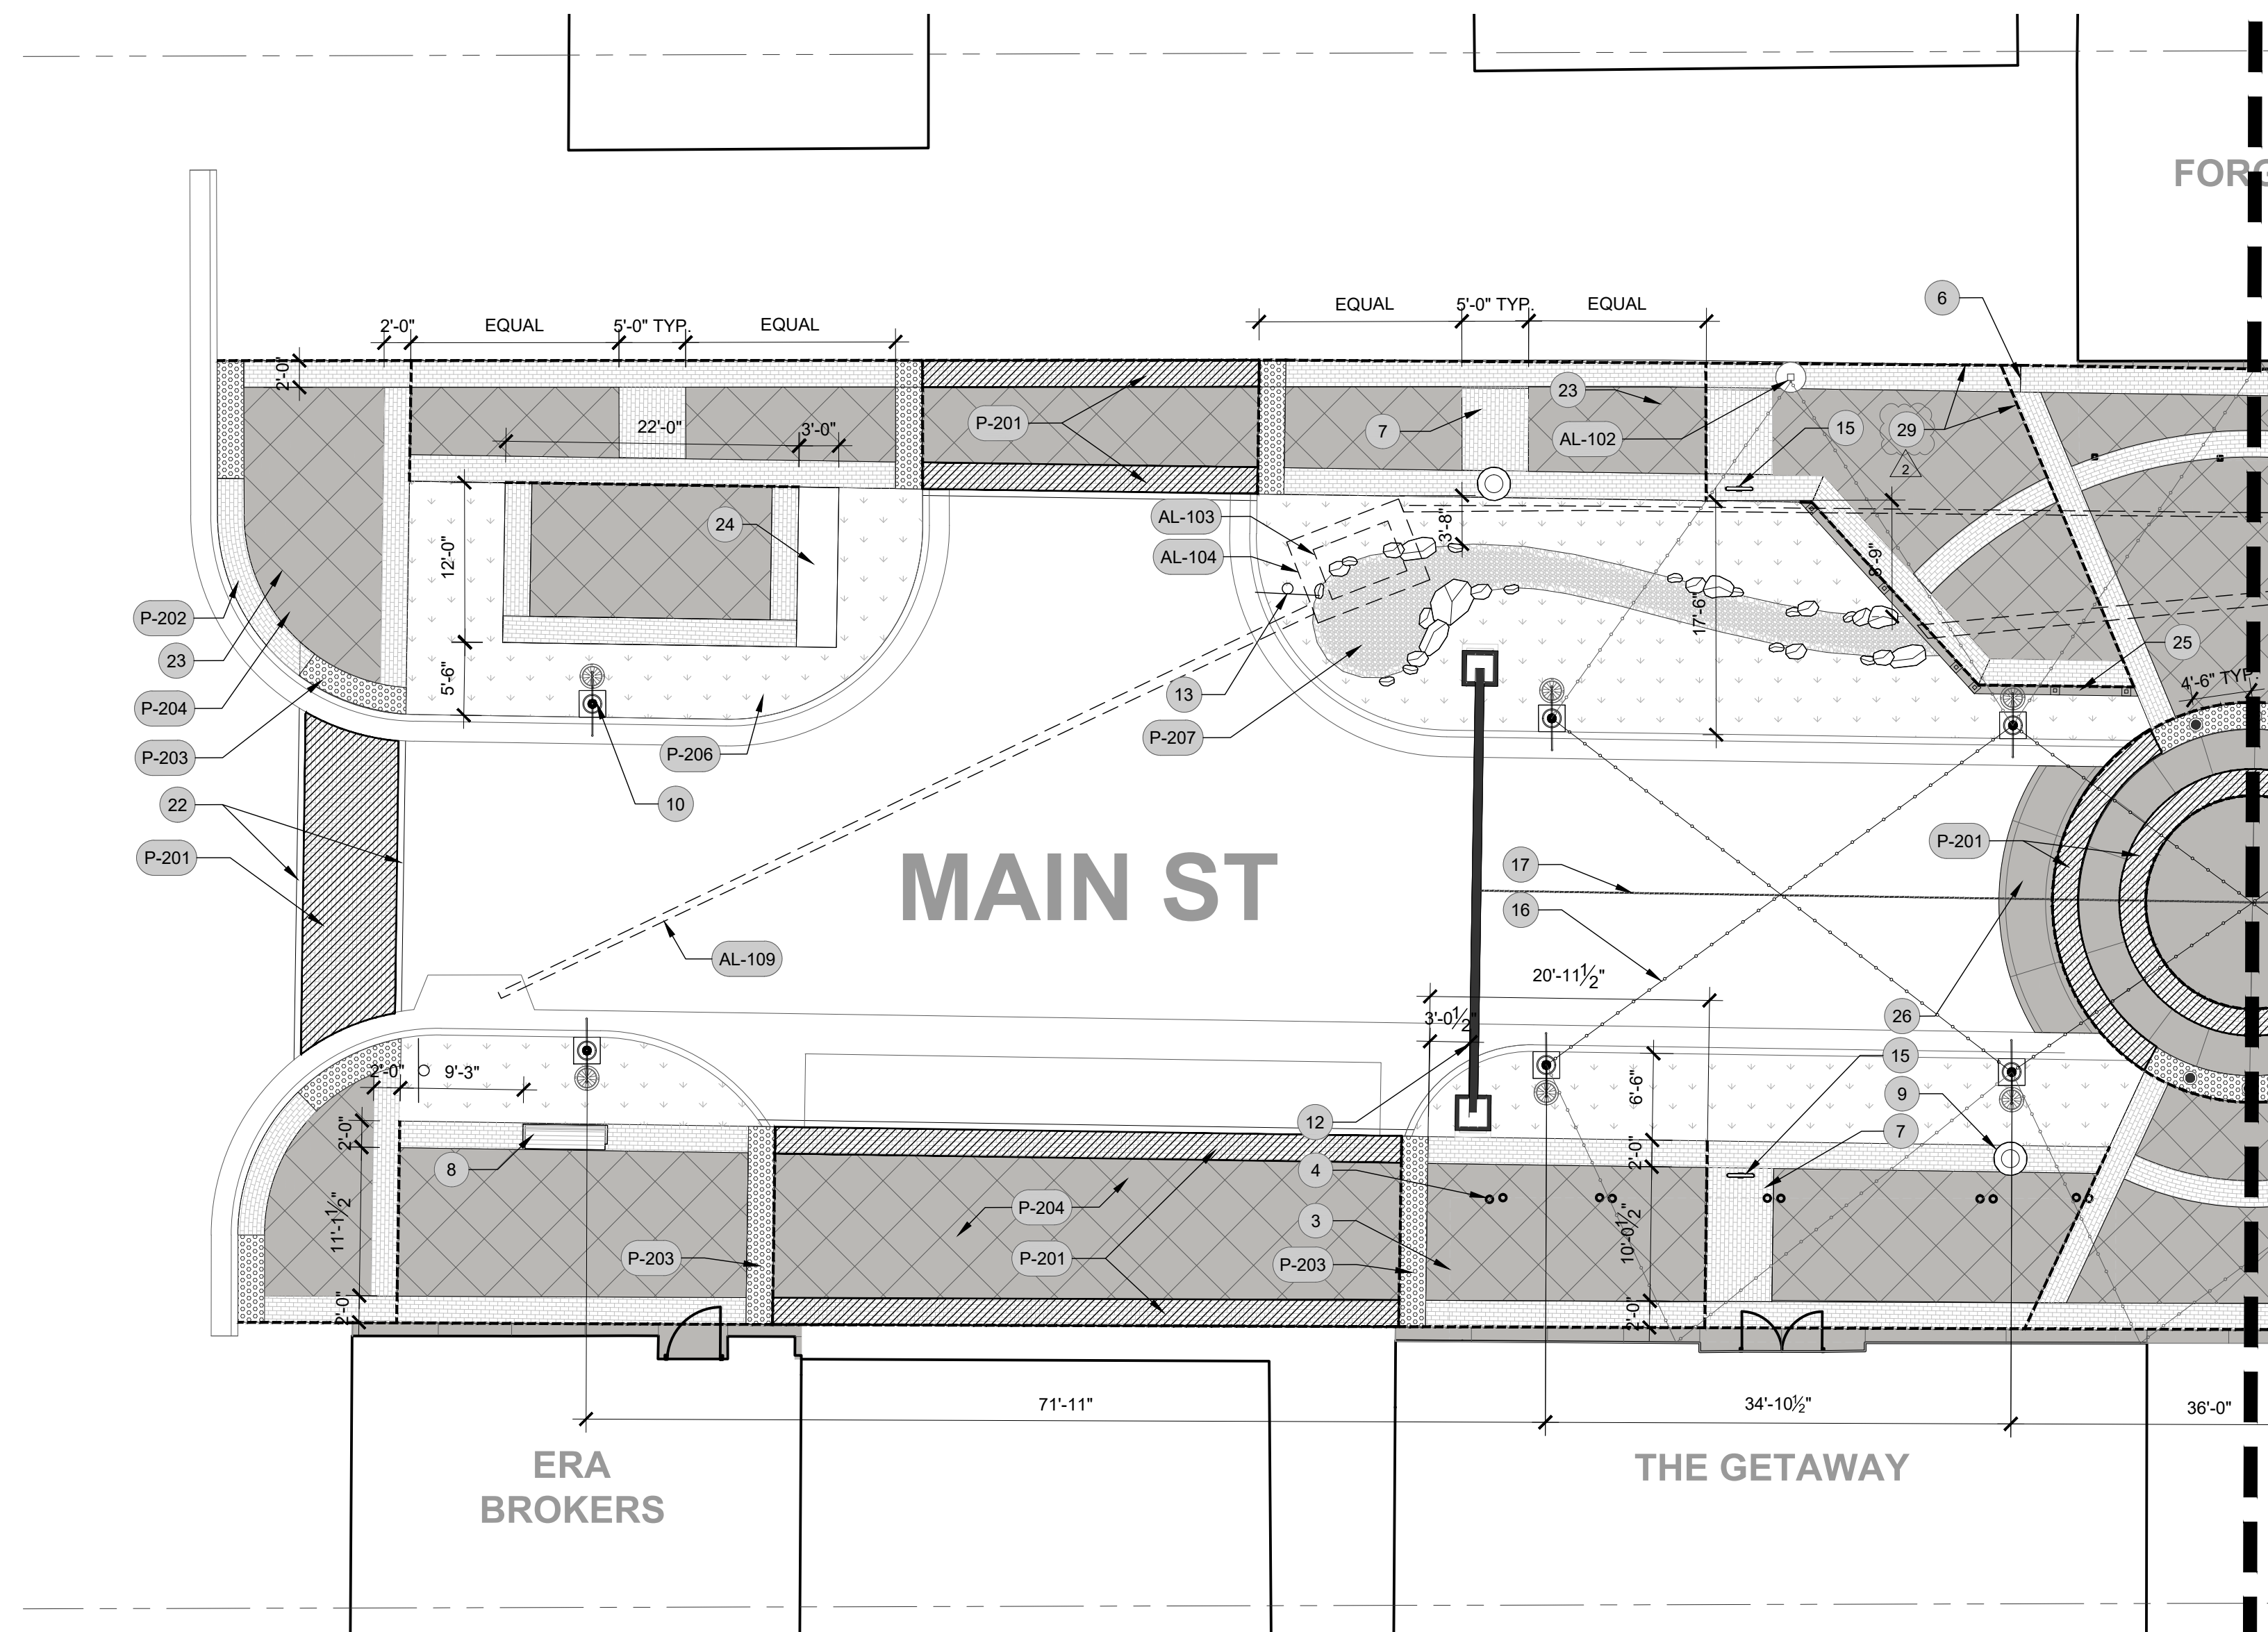 FORG
6
EQUAL
5'-0" TYP.
EQUAL
2'-0"
EQUAL
5'-0" TYP.
EQUAL
2'-0"
23
P-201
7
AL-102
15
29
22'-0"
3'-0"
2
24
AL-103
3'-8"
AL-104
12'-0"
8'-9"
17'-6"
P-202
13
25
23
5'-6"
4'-6" TYP.
P-204
P-203
P-206
P-207
22
10
P-201
P-201
MAIN ST
17
16
AL-109
20'-11½"
3'-0½"
26
15
2'-0"
9'-3"
6'-6"
9
12
7
2'-0"
2'-0"
8
4
P-204
3
11'-1½"
10'-0½"
P-203
P-201
P-203
2'-0"
2'-0"
71'-11"
34'-10½"
36'-0"
ERA
BROKERS
THE GETAWAY